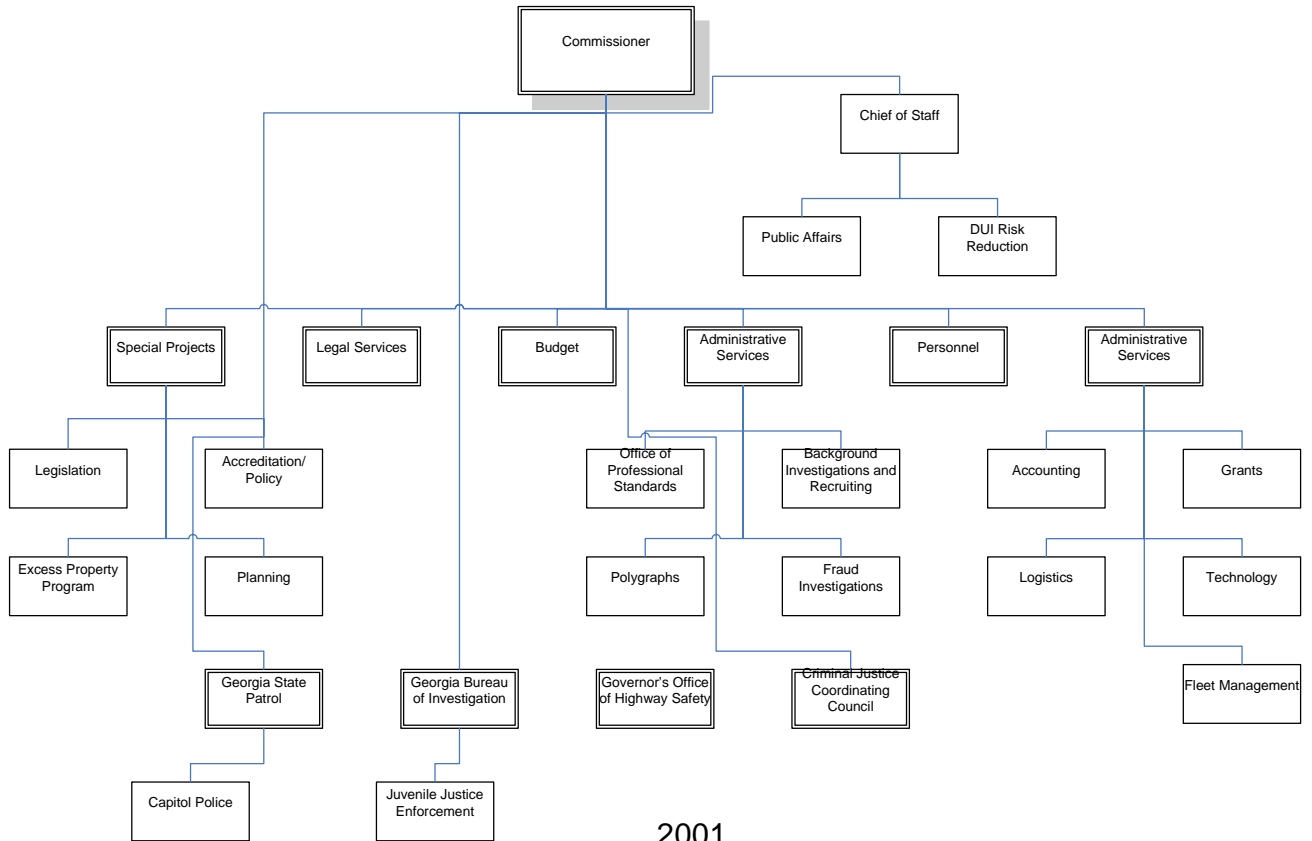 Commissioner
Chief of Staff
Public Affairs
DUI Risk
Reduction
Special Projects
Legal Services
Budget
Administrative
Services
Personnel
Administrative
Services
Legislation
Accreditation/
Policy
Office of
Professional
Standards
Background
Investigations and
Recruiting
Accounting
Grants
Excess Property
Program
Planning
Polygraphs
Fraud
Investigations
Logistics
Technology
Georgia State
Patrol
Georgia Bureau
of Investigation
Governor's Office
of Highway Safety
Criminal Justice
Coordinating
Council
Fleet Management
Capitol Police
Juvenile Justice
Enforcement
2001